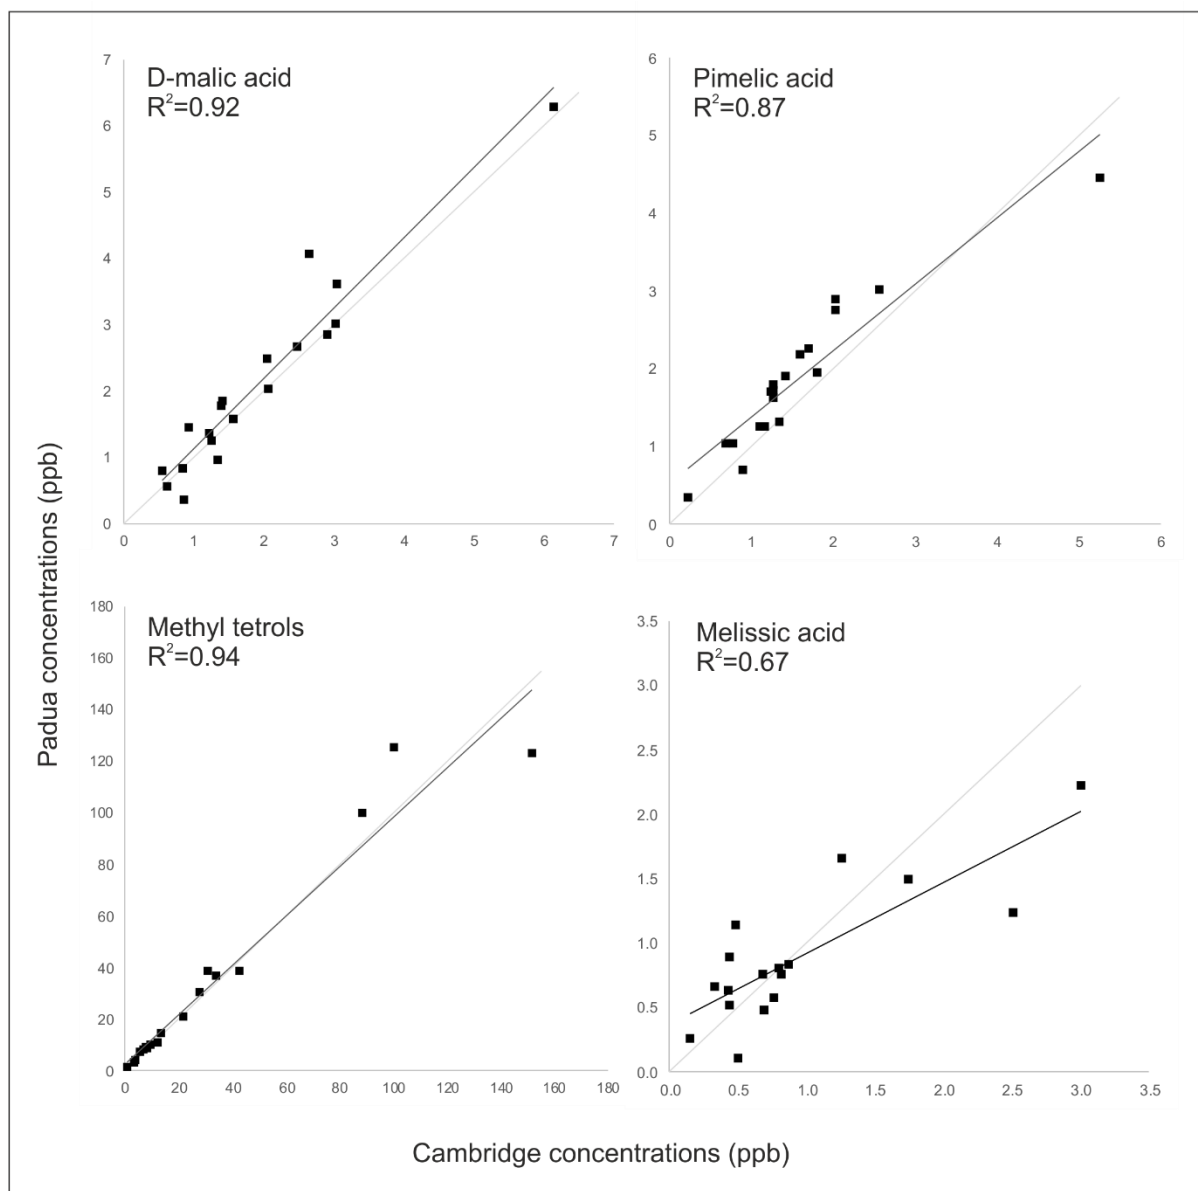 D-malic acid
R²=0.92
7
6
5
4
3
2
1
0
0 1 2 3 4 5 6 7
Pimelic acid
R²=0.87
6
5
4
3
2
1
0
0 1 2 3 4 5 6
Methyl tetrols
R²=0.94
180
160
140
120
100
80
60
40
20
0
0 20 40 60 80 100 120 140 160 180
Melissic acid
R²=0.67
3.5
3.0
2.5
2.0
1.5
1.0
0.5
0.0
0.0 0.5 1.0 1.5 2.0 2.5 3.0 3.5
Padua concentrations (ppb)
Cambridge concentrations (ppb)